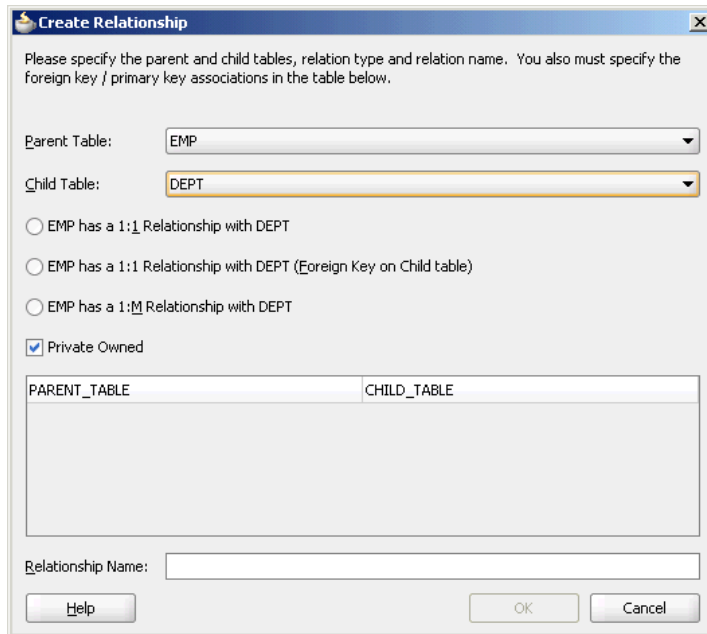 Create Relationship
Please specify the parent and child tables, relation type and relation name. You also must specify the
foreign key / primary key associations in the table below.
Parent Table: EMP
Child Table: DEPT
EMP has a 1:1 Relationship with DEPT
EMP has a 1:1 Relationship with DEPT (Foreign Key on Child table)
EMP has a 1:M Relationship with DEPT
Private Owned
PARENT_TABLE CHILD_TABLE
Relationship Name:
Help OK Cancel